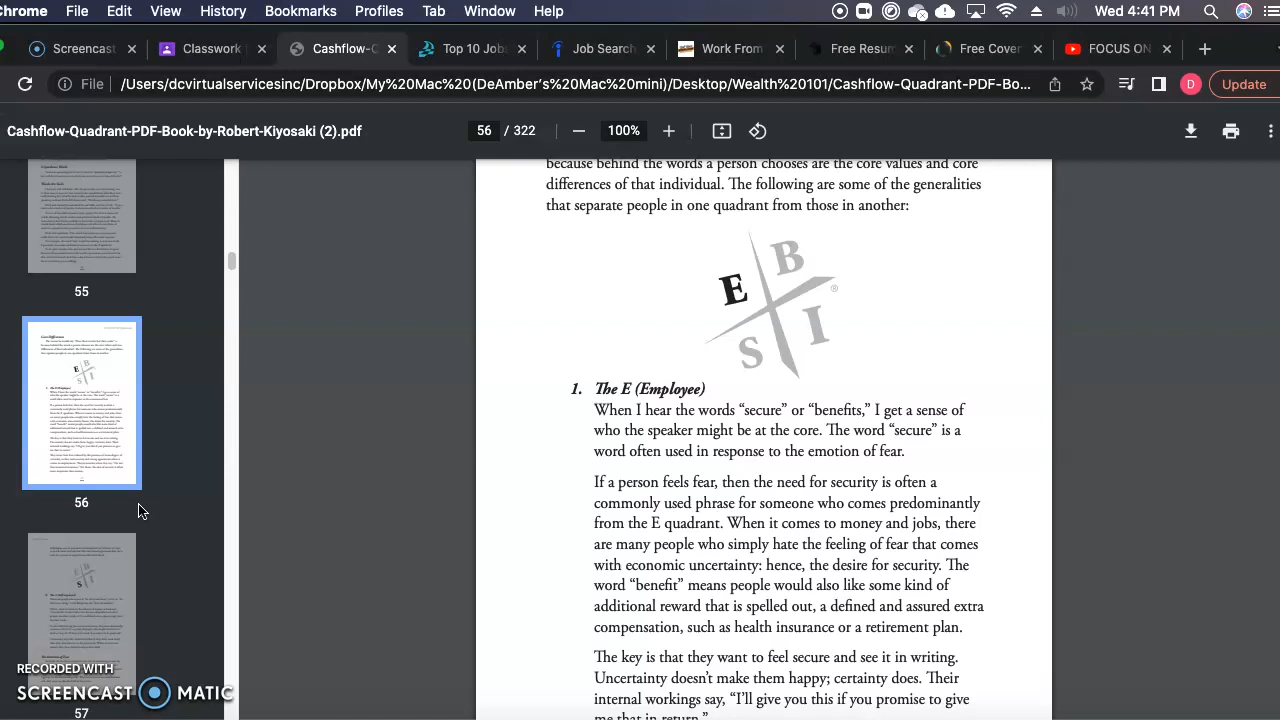 Chrome File Edit View History Bookmarks Profiles Tab Window Help Wed 4:41 PM
Screencast Classwork Cashflow-C Top 10 Job Search Work From Free Resum Free Cover FOCUS ON
File /Users/dcvirtualservicesinc/Dropbox/My%20Mac%20(DeAmber's%20Mac%20mini)/Desktop/Wealth%20101/Cashflow-Quadrant-PDF-Bo... D Update
Cashflow-Quadrant-PDF-Book-by-Robert-Kiyosaki (2).pdf 56 / 322 100%
55
56
57
because behind the words a person chooses are the core values and core
differences of that individual. The following are some of the generalities
that separate people in one quadrant from those in another:
E B
S I ®
1. The E (Employee)
When I hear the words “secure” or “benefits,” I get a sense of
who the speaker might be at the core. The word “secure” is a
word often used in response to the emotion of fear.
If a person feels fear, then the need for security is often a
commonly used phrase for someone who comes predominantly
from the E quadrant. When it comes to money and jobs, there
are many people who simply hate the feeling of fear that comes
with economic uncertainty: hence, the desire for security. The
word “benefit” means people would also like some kind of
additional reward that is spelled out, a defined and assured extra
compensation, such as health insurance or a retirement plan.
The key is that they want to feel secure and see it in writing.
Uncertainty doesn’t make them happy; certainty does. Their
internal workings say, “I’ll give you this if you promise to give
me that in return.”
RECORDED WITH
SCREENCAST MATIC